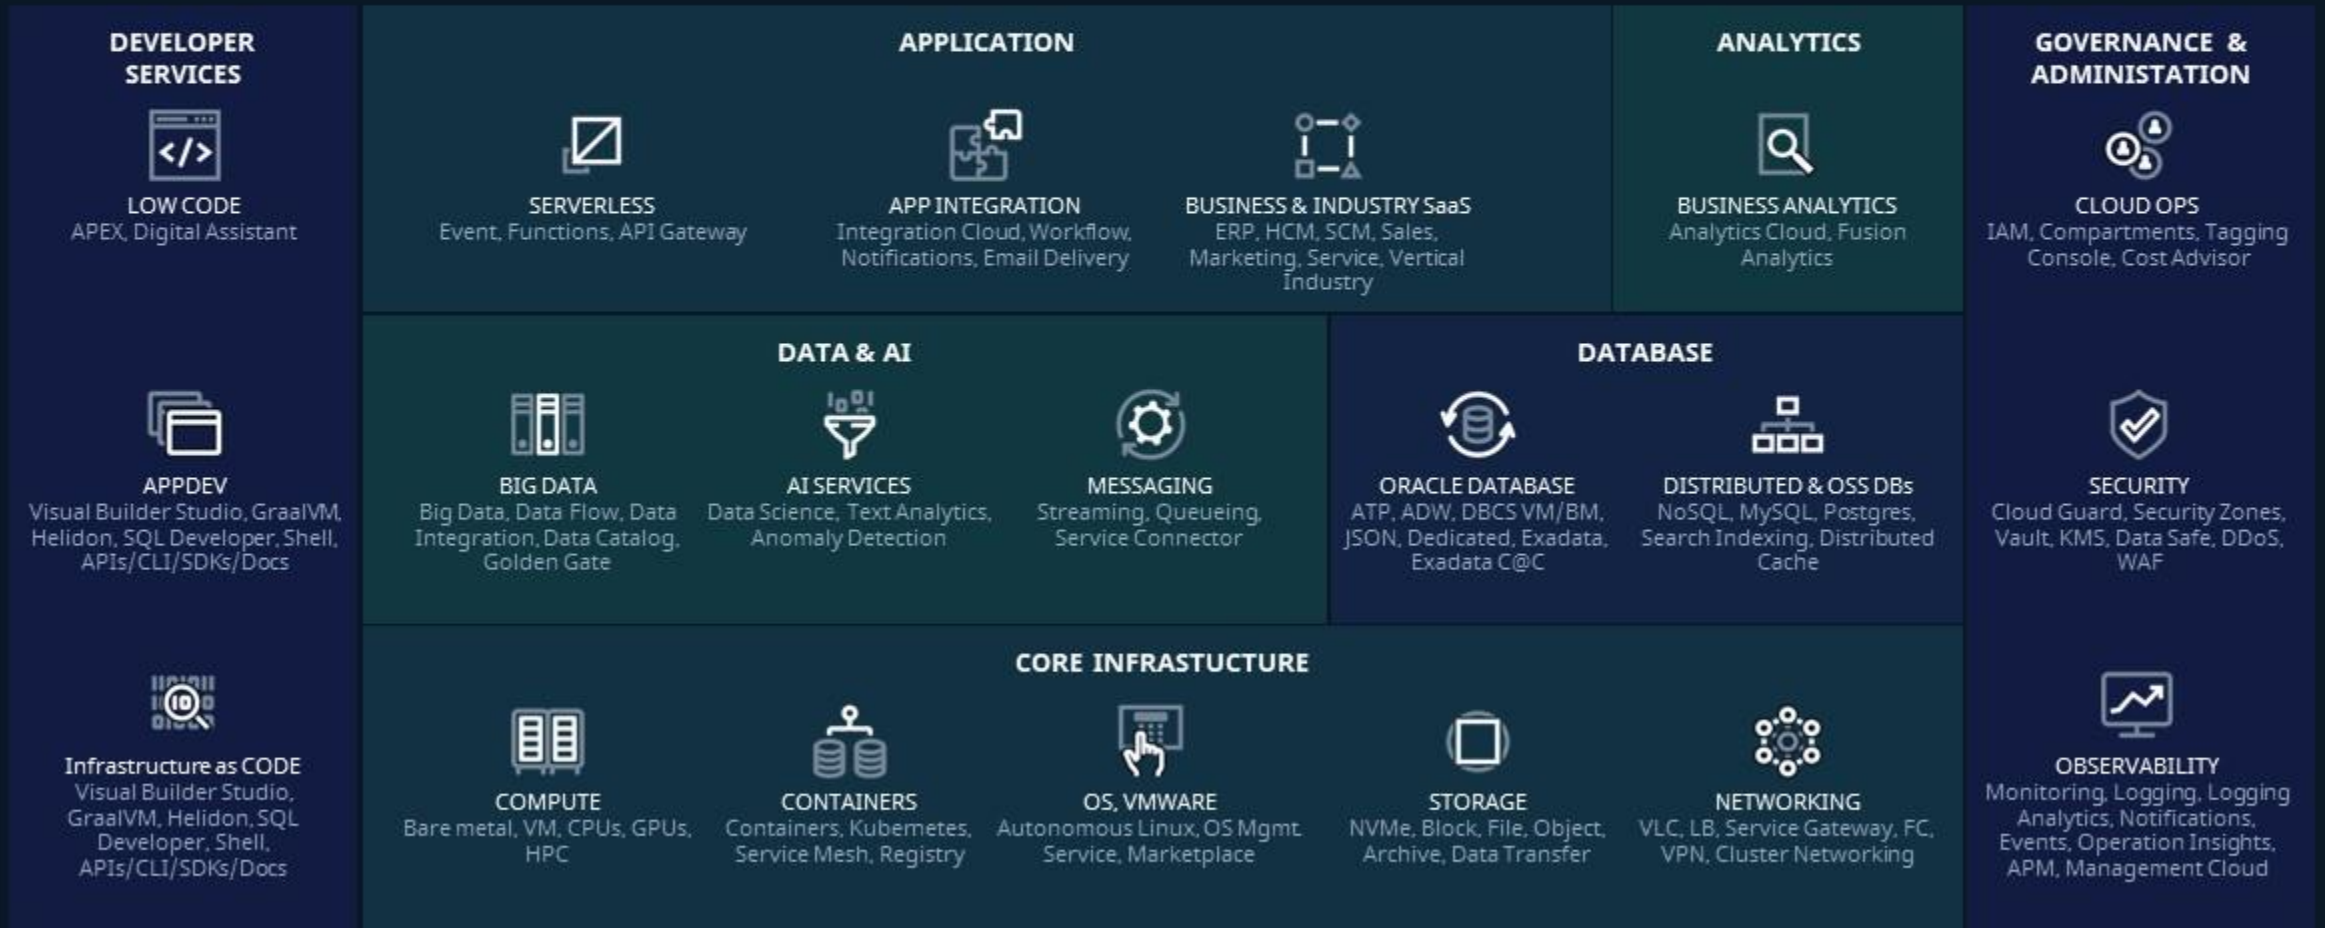 DEVELOPER
SERVICES
LOW CODE
APEX, Digital Assistant
APPDEV
Visual Builder Studio, GraalVM,
Helidon, SQL Developer, Shell,
APIs/CLI/SDKs/Docs
Infrastructure as CODE
Visual Builder Studio,
GraalVM, Helidon, SQL
Developer, Shell,
APIs/CLI/SDKs/Docs
APPLICATION
SERVERLESS
Event, Functions, API Gateway
APP INTEGRATION
Integration Cloud, Workflow,
Notifications, Email Delivery
BUSINESS & INDUSTRY SaaS
ERP, HCM, SCM, Sales,
Marketing, Service, Vertical
Industry
ANALYTICS
BUSINESS ANALYTICS
Analytics Cloud, Fusion
Analytics
DATA & AI
BIG DATA
Big Data, Data Flow, Data
Integration, Data Catalog,
Golden Gate
AI SERVICES
Data Science, Text Analytics,
Anomaly Detection
MESSAGING
Streaming, Queueing,
Service Connector
DATABASE
ORACLE DATABASE
ATP, ADW, DBCS VM/BM,
JSON, Dedicated, Exadata,
Exadata C@C
DISTRIBUTED & OSS DBs
NoSQL, MySQL, Postgres,
Search Indexing, Distributed
Cache
CORE INFRASTUCTURE
COMPUTE
Bare metal, VM, CPUs, GPUs,
HPC
CONTAINERS
Containers, Kubernetes,
Service Mesh, Registry
OS, VMWARE
Autonomous Linux, OS Mgmt
Service, Marketplace
STORAGE
NVMe, Block, File, Object,
Archive, Data Transfer
NETWORKING
VLC, LB, Service Gateway, FC,
VPN, Cluster Networking
GOVERNANCE &
ADMINISTATION
CLOUD OPS
IAM, Compartments, Tagging
Console, Cost Advisor
SECURITY
Cloud Guard, Security Zones,
Vault, KMS, Data Safe, DDoS,
WAF
OBSERVABILITY
Monitoring, Logging, Logging
Analytics, Notifications,
Events, Operation Insights,
APM, Management Cloud